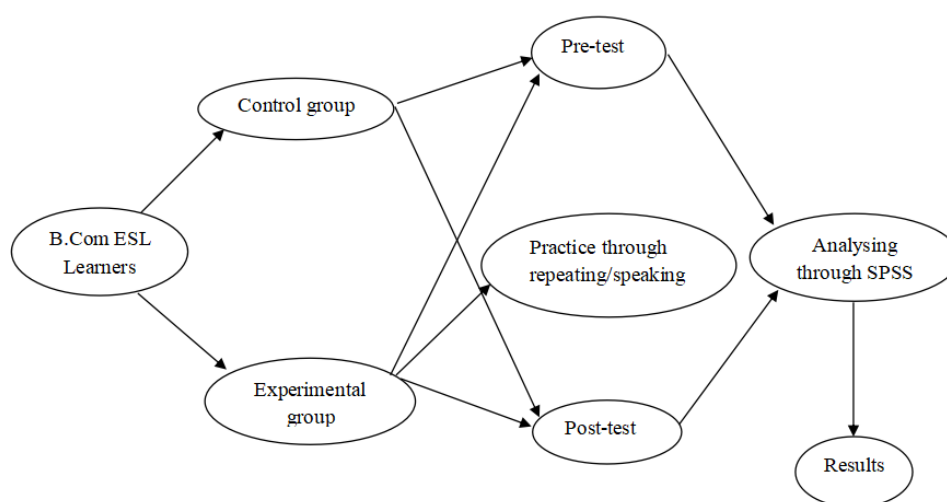 Pre-test
Control group
B.Com ESL
Learners
Practice through
repeating/speaking
Analysing
through SPSS
Experimental
group
Post-test
Results